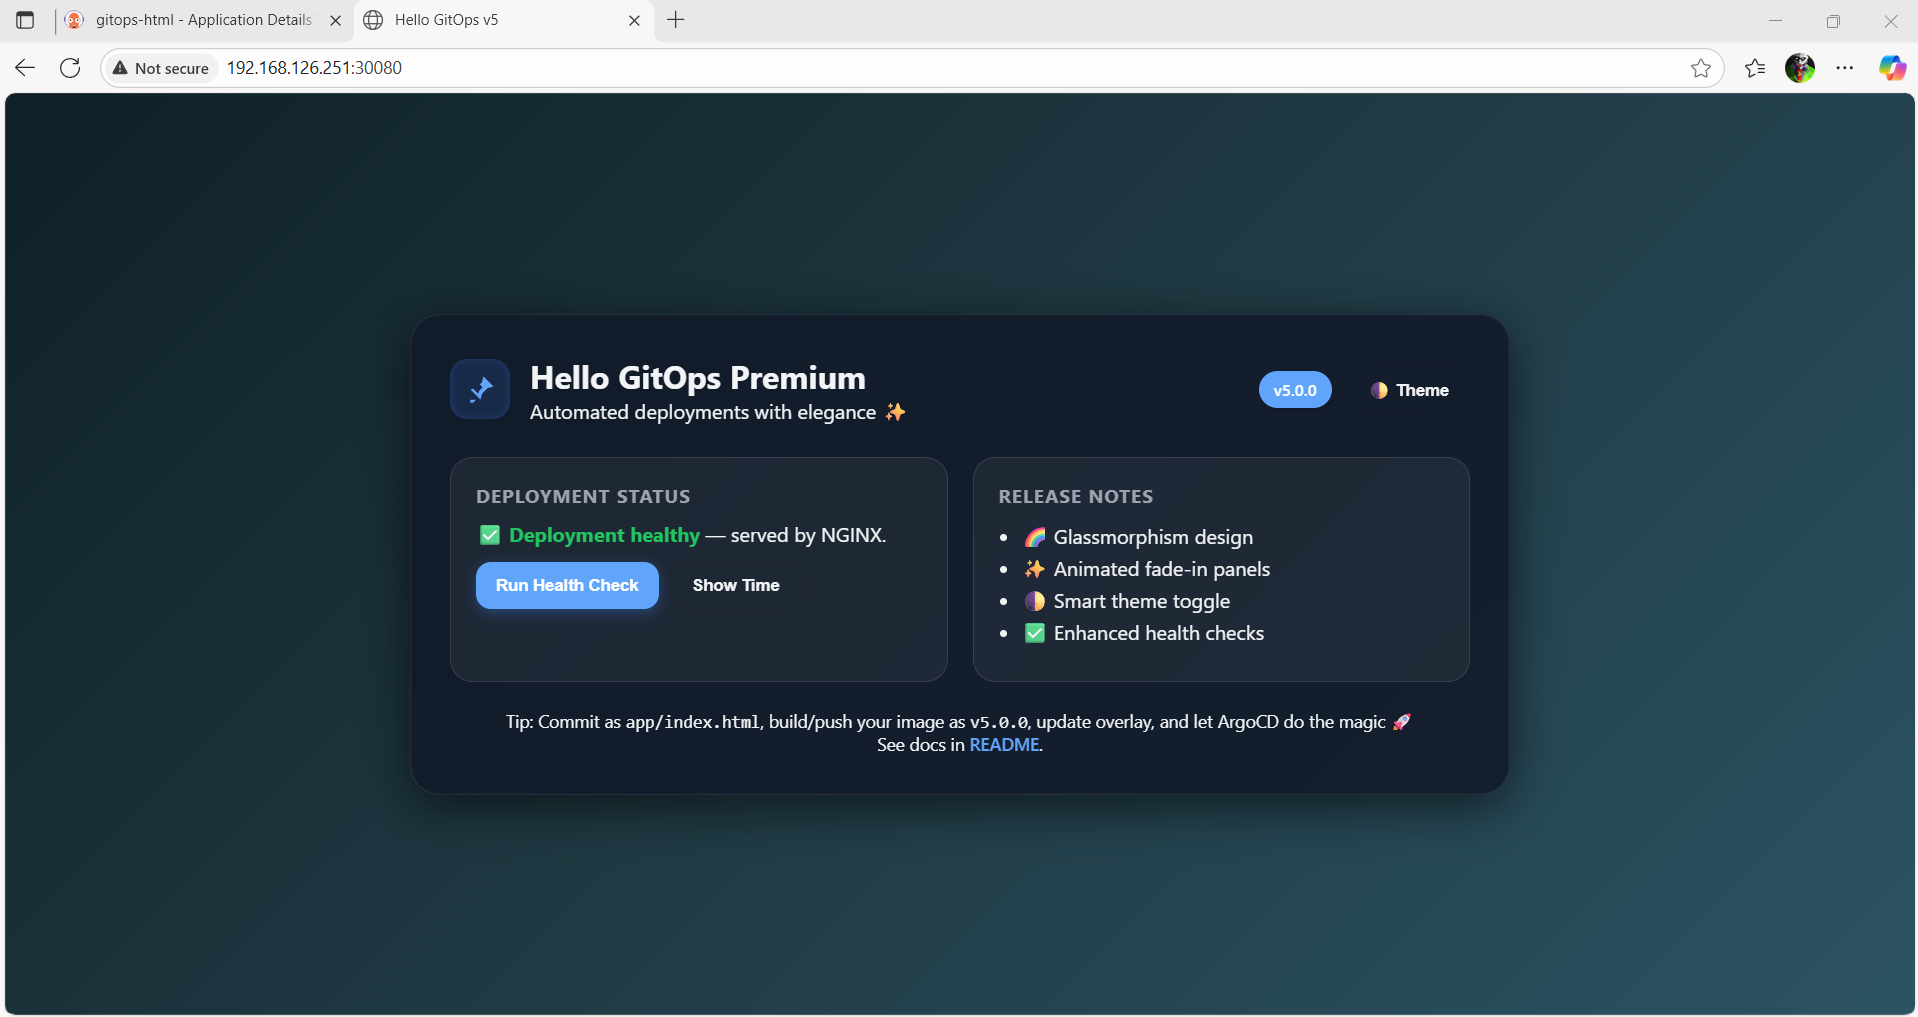 gitops-html - Application Details
Hello GitOps v5
Not secure
192.168.126.251:30080
Hello GitOps Premium
Automated deployments with elegance ✨
v5.0.0
🌓 Theme
DEPLOYMENT STATUS
✅ Deployment healthy — served by NGINX.
Run Health Check
Show Time
RELEASE NOTES
• 🌈 Glassmorphism design
• ✨ Animated fade-in panels
• 🌓 Smart theme toggle
• ✅ Enhanced health checks
Tip: Commit as app/index.html, build/push your image as v5.0.0, update overlay, and let ArgoCD do the magic 🚀
See docs in README.